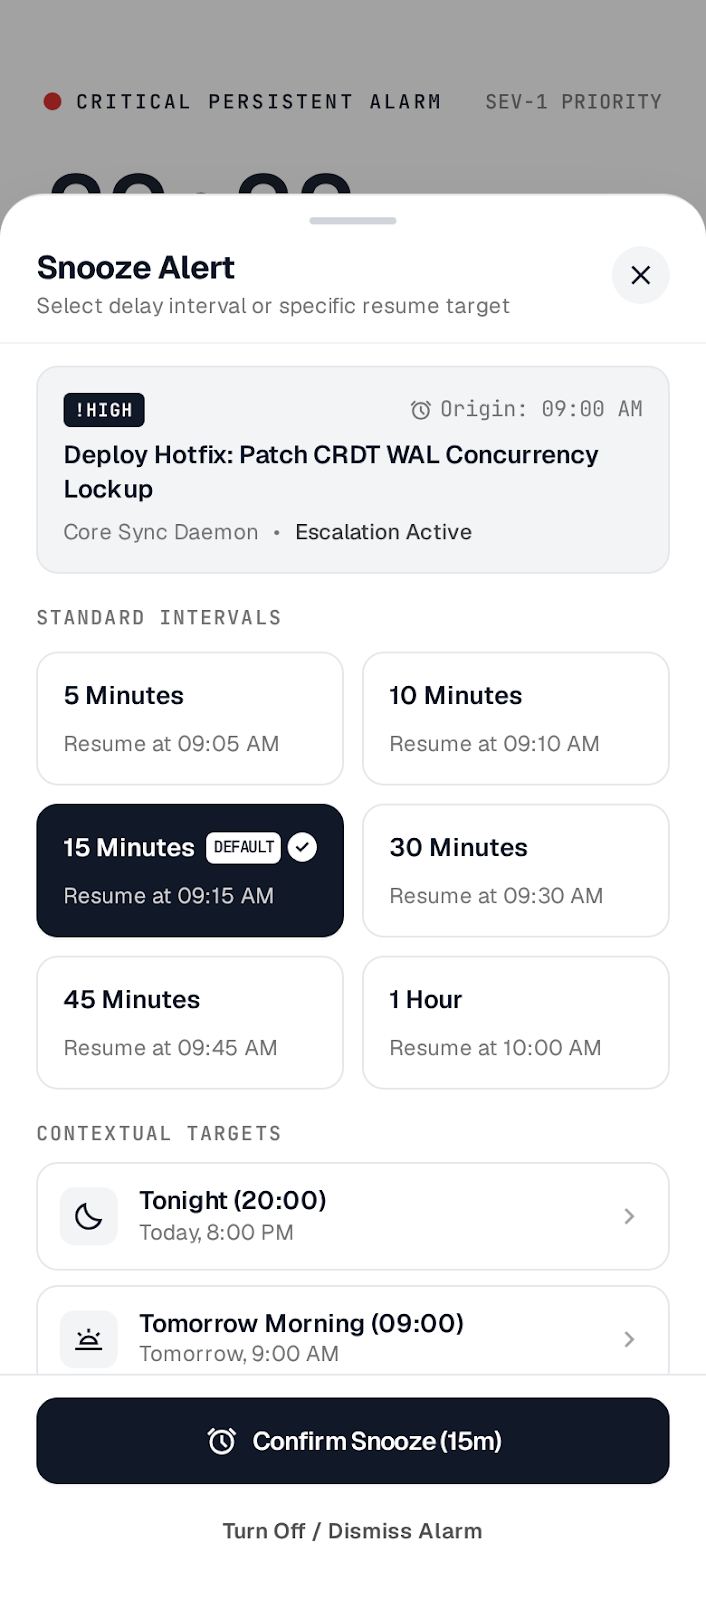 CRITICAL PERSISTENT ALARM SEV-1 PRIORITY
Snooze Alert
Select delay interval or specific resume target
!HIGH Origin: 09:00 AM
Deploy Hotfix: Patch CRDT WAL Concurrency
Lockup
Core Sync Daemon • Escalation Active
STANDARD INTERVALS
5 Minutes
Resume at 09:05 AM
10 Minutes
Resume at 09:10 AM
15 Minutes DEFAULT
Resume at 09:15 AM
30 Minutes
Resume at 09:30 AM
45 Minutes
Resume at 09:45 AM
1 Hour
Resume at 10:00 AM
CONTEXTUAL TARGETS
Tonight (20:00)
Today, 8:00 PM
Tomorrow Morning (09:00)
Tomorrow, 9:00 AM
Confirm Snooze (15m)
Turn Off / Dismiss Alarm